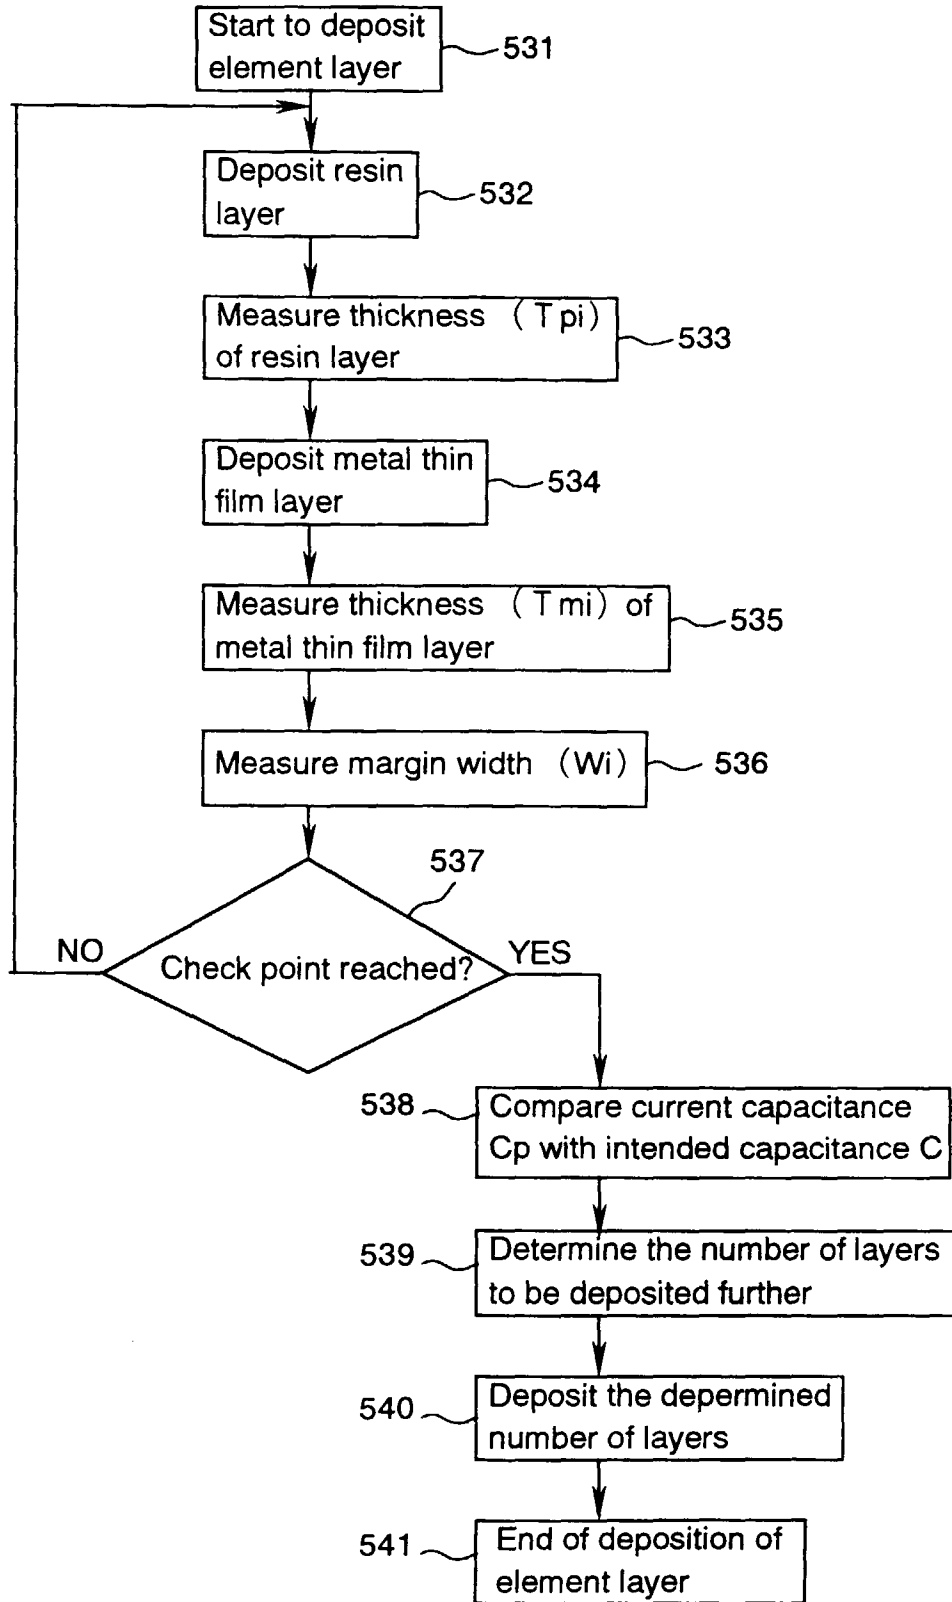 Start to deposit
element layer
531
Deposit resin
layer
532
Measure thickness （Tpi）
of resin layer
533
Deposit metal thin
film layer
534
Measure thickness （Tmi） of
metal thin film layer
535
Measure margin width （Wi）
536
537
Check point reached?
NO
YES
538
Compare current capacitance
Cp with intended capacitance C
539
Determine the number of layers
to be deposited further
540
Deposit the depermined
number of layers
541
End of deposition of
element layer